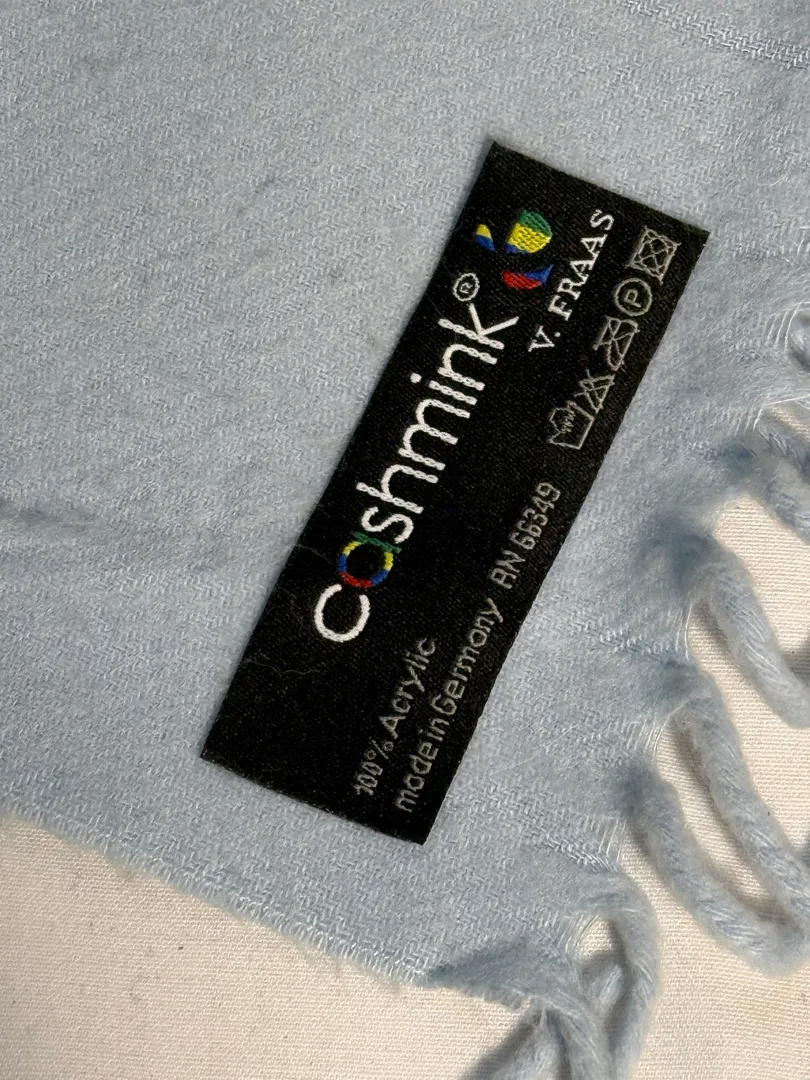 cashmink®
V. FRAAS
100% Acrylic
made in Germany RN 66349
P